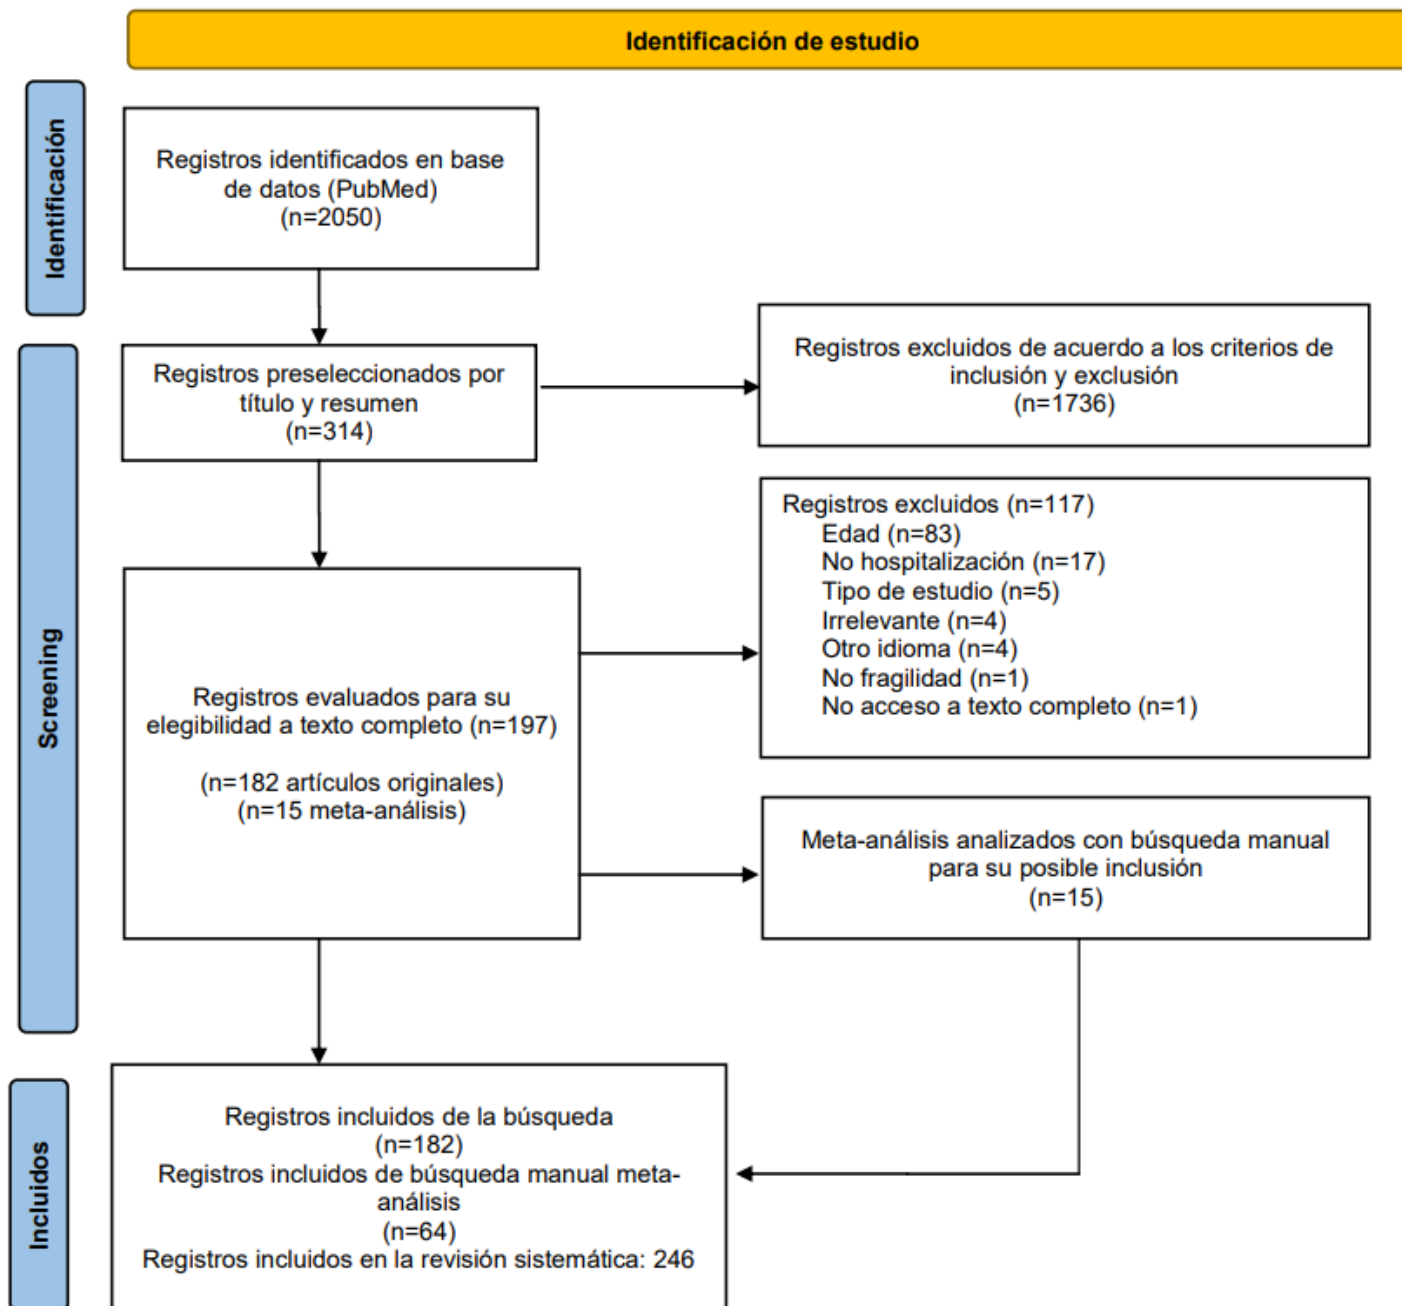 Identificación de estudio
Identificación
Registros identificados en base
de datos (PubMed)
(n=2050)
Screening
Registros preseleccionados por
título y resumen
(n=314)
Registros excluidos de acuerdo a los criterios de
inclusión y exclusión
(n=1736)
Registros evaluados para su
elegibilidad a texto completo (n=197)
(n=182 artículos originales)
(n=15 meta-análisis)
Registros excluidos (n=117)
Edad (n=83)
No hospitalización (n=17)
Tipo de estudio (n=5)
Irrelevante (n=4)
Otro idioma (n=4)
No fragilidad (n=1)
No acceso a texto completo (n=1)
Meta-análisis analizados con búsqueda manual
para su posible inclusión
(n=15)
Incluidos
Registros incluidos de la búsqueda
(n=182)
Registros incluidos de búsqueda manual meta-
análisis
(n=64)
Registros incluidos en la revisión sistemática: 246